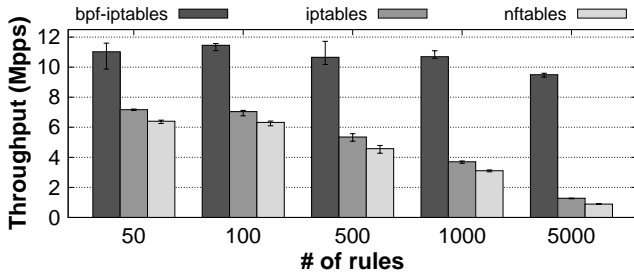 bpf-iptables iptables nftables
Throughput (Mpps)
12
10
8
6
4
2
0
50 100 500 1000 5000
# of rules